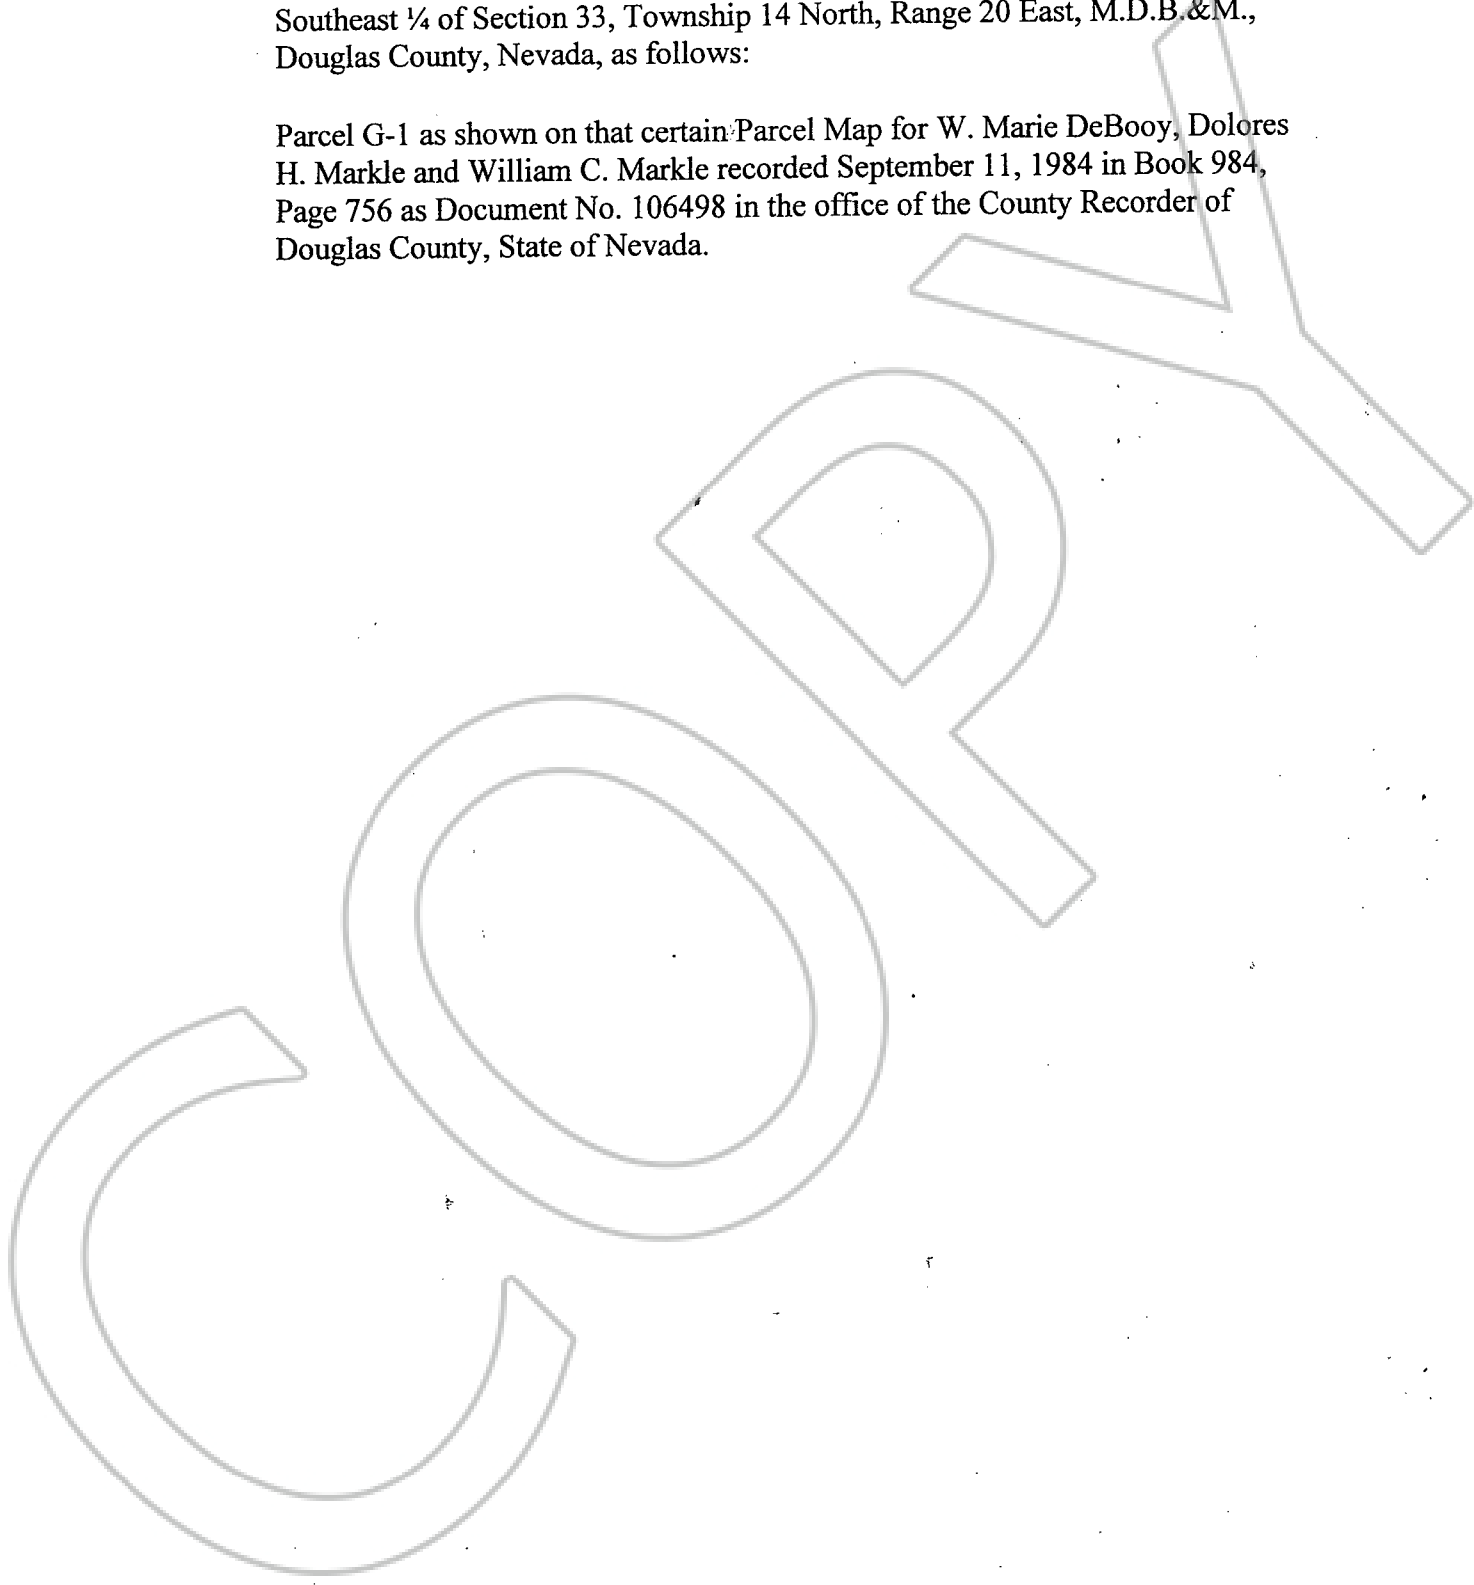 Southeast ¼ of Section 33, Township 14 North, Range 20 East, M.D.B.&M.,
Douglas County, Nevada, as follows:
Parcel G-1 as shown on that certain Parcel Map for W. Marie DeBooy, Dolores
H. Markle and William C. Markle recorded September 11, 1984 in Book 984,
Page 756 as Document No. 106498 in the office of the County Recorder of
Douglas County, State of Nevada.
COPY